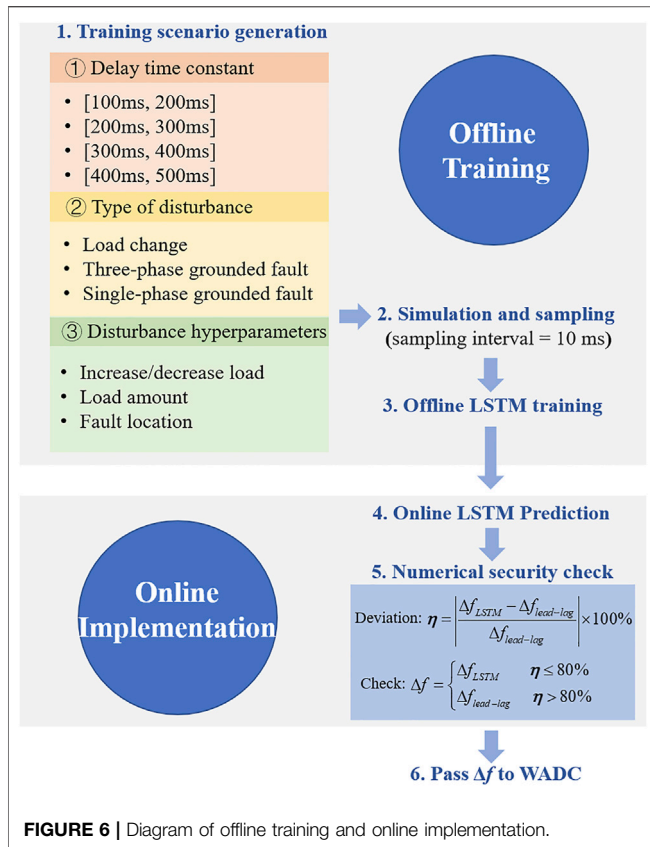 1. Training scenario generation
① Delay time constant
• [100ms, 200ms]
• [200ms, 300ms]
• [300ms, 400ms]
• [400ms, 500ms]
② Type of disturbance
• Load change
• Three-phase grounded fault
• Single-phase grounded fault
③ Disturbance hyperparameters
• Increase/decrease load
• Load amount
• Fault location
Offline
Training
2. Simulation and sampling
(sampling interval = 10 ms)
3. Offline LSTM training
Online
Implementation
4. Online LSTM Prediction
5. Numerical security check
Deviation: η = |(Δf_LSTM − Δf_lead−lag) / Δf_lead−lag| ×100%
Check: Δf = { Δf_LSTM η ≤ 80%
Δf_lead−lag η > 80%
6. Pass Δf to WADC
FIGURE 6 | Diagram of offline training and online implementation.